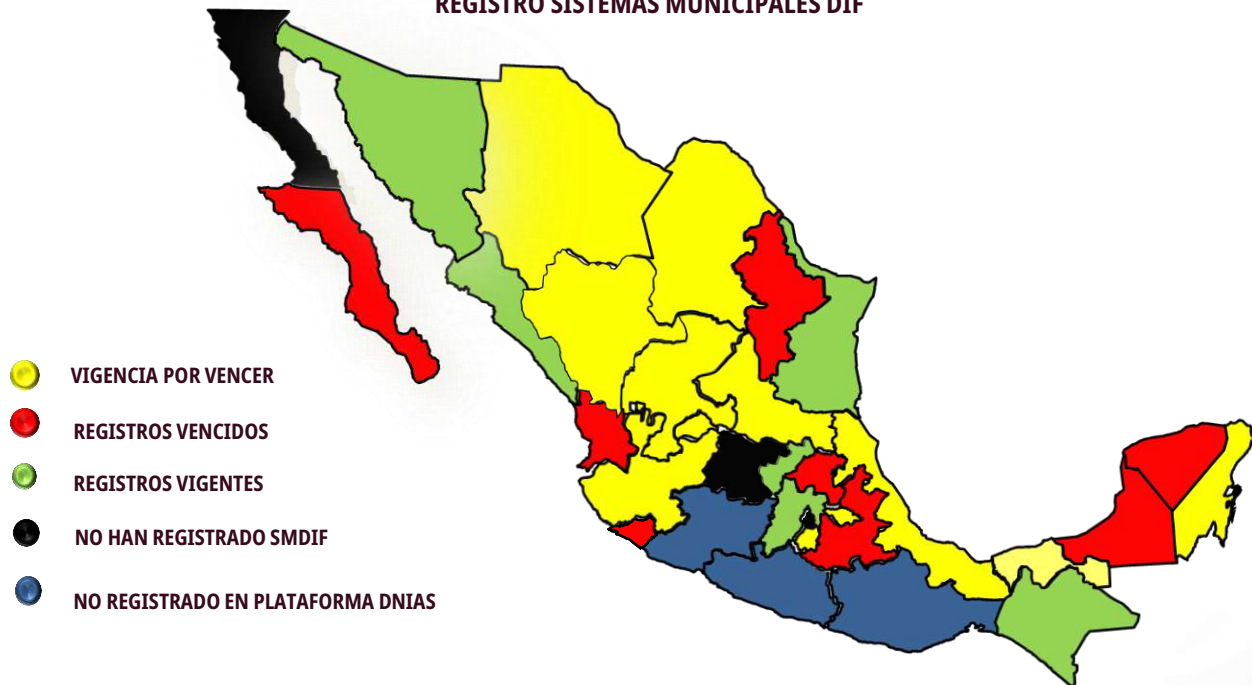 REGISTRO SISTEMAS MUNICIPALES DIF
VIGENCIA POR VENCER
REGISTROS VENCIDOS
REGISTROS VIGENTES
NO HAN REGISTRADO SMDIF
NO REGISTRADO EN PLATAFORMA DNIAS